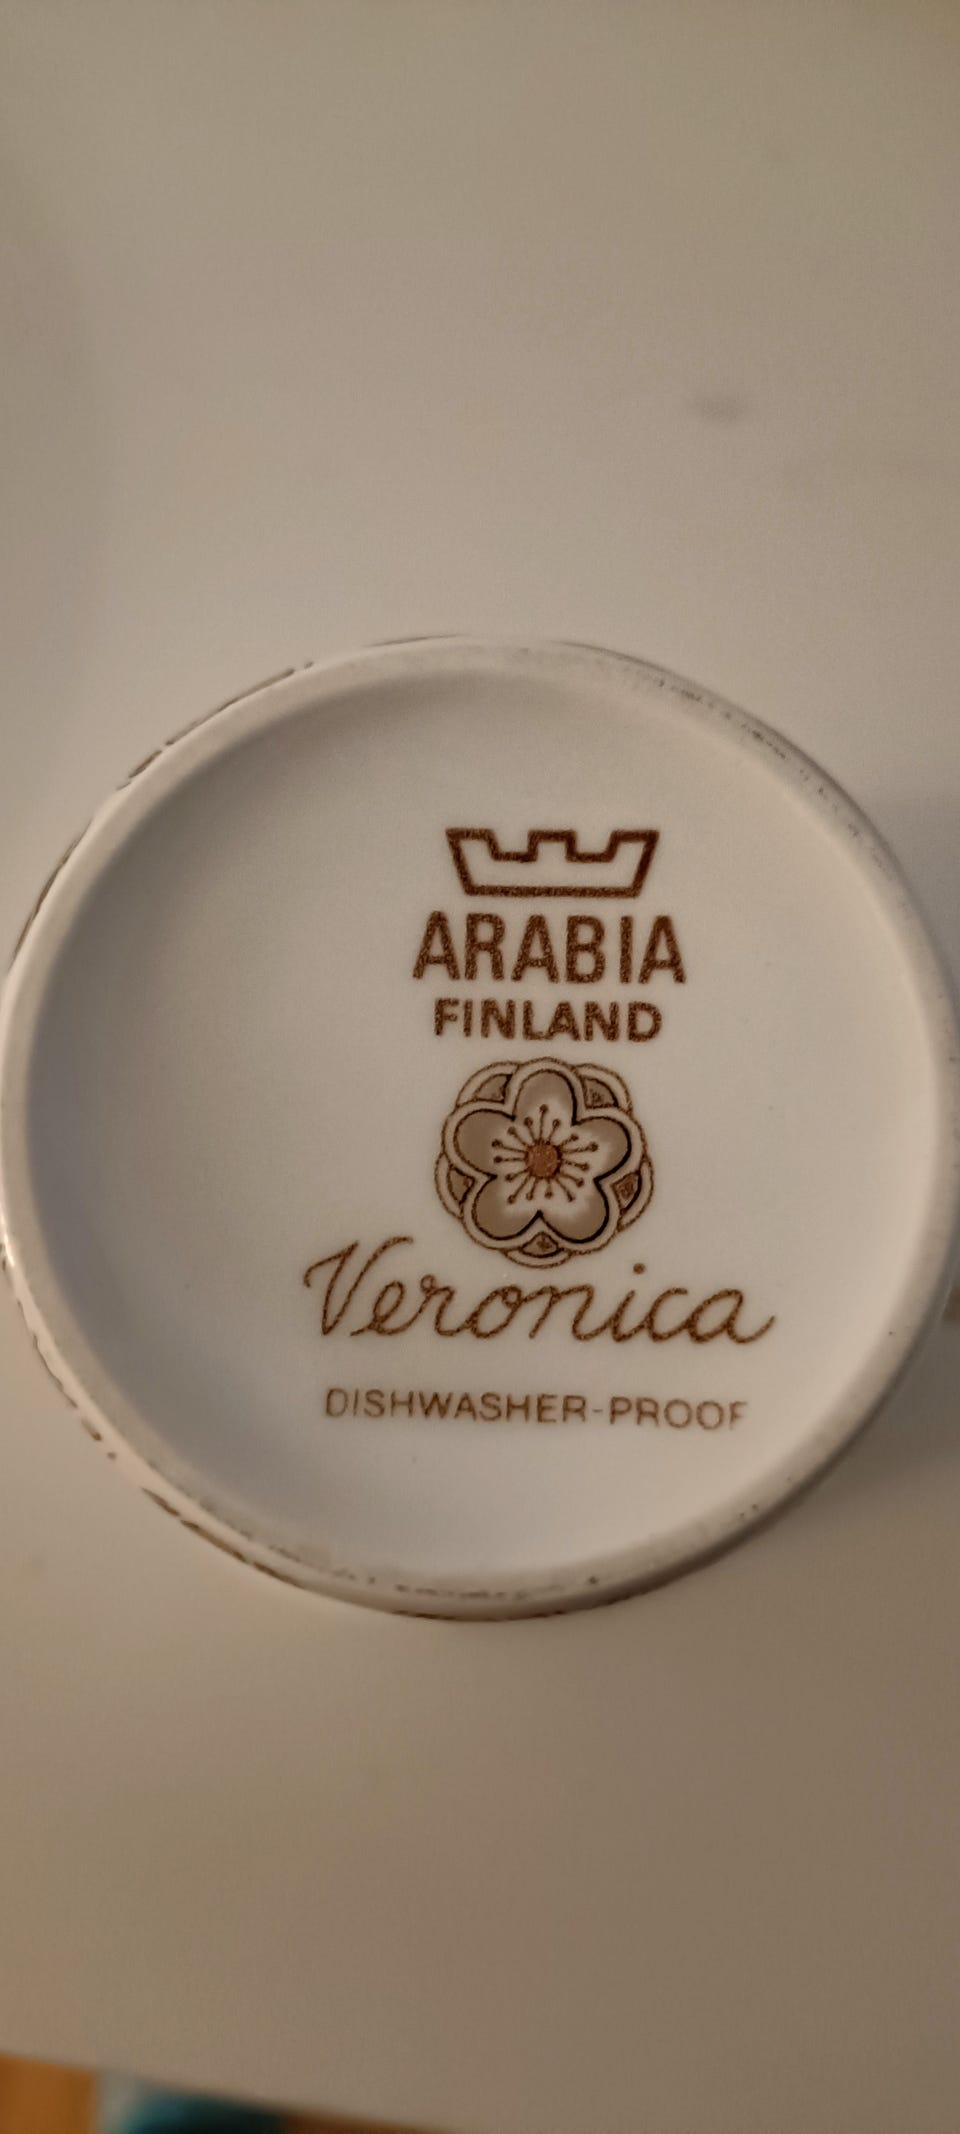 ARABIA
FINLAND
Veronica
DISHWASHER-PROOF